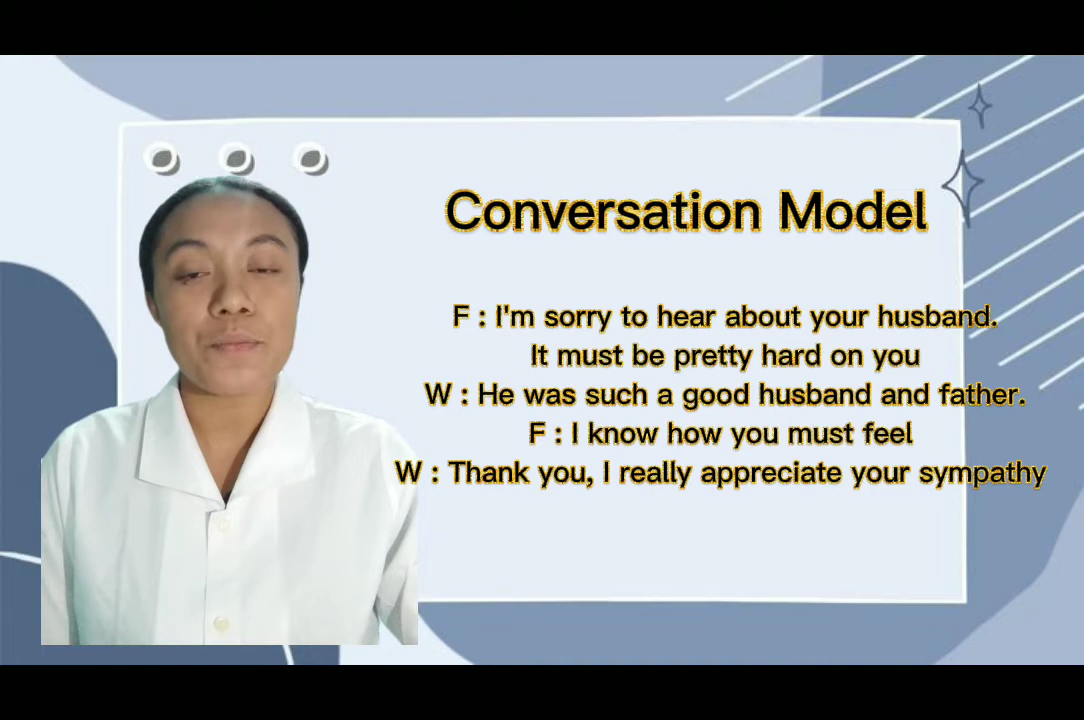 Conversation Model
F : I'm sorry to hear about your husband.
It must be pretty hard on you
W : He was such a good husband and father.
F : I know how you must feel
W : Thank you, I really appreciate your sympathy